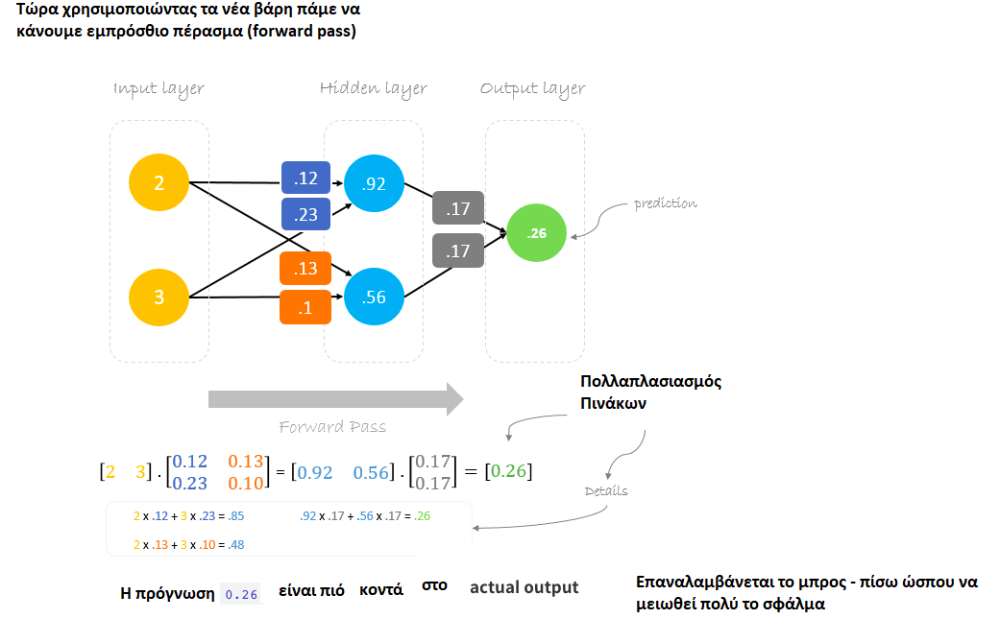 Τώρα χρησιμοποιώντας τα νέα βάρη πάμε να
κάνουμε εμπρόσθιο πέρασμα (forward pass)
Input layer Hidden layer Output layer
2 .12 .92
.23 .17 .26 prediction
.17
.13
3 .1 .56
Πολλαπλασιασμός
Πινάκων
Forward Pass
[2 3] . [0.12 0.13 = [0.92 0.56] . [0.17 = [0.26]
0.23 0.10] 0.17]
Details
2 x .12 + 3 x .23 = .85 .92 x .17 + .56 x .17 = .26
2 x .13 + 3 x .10 = .48
Η πρόγνωση 0.26 είναι πιό κοντά στο actual output
Επαναλαμβάνεται το μπρος - πίσω ώσπου να
μειωθεί πολύ το σφάλμα